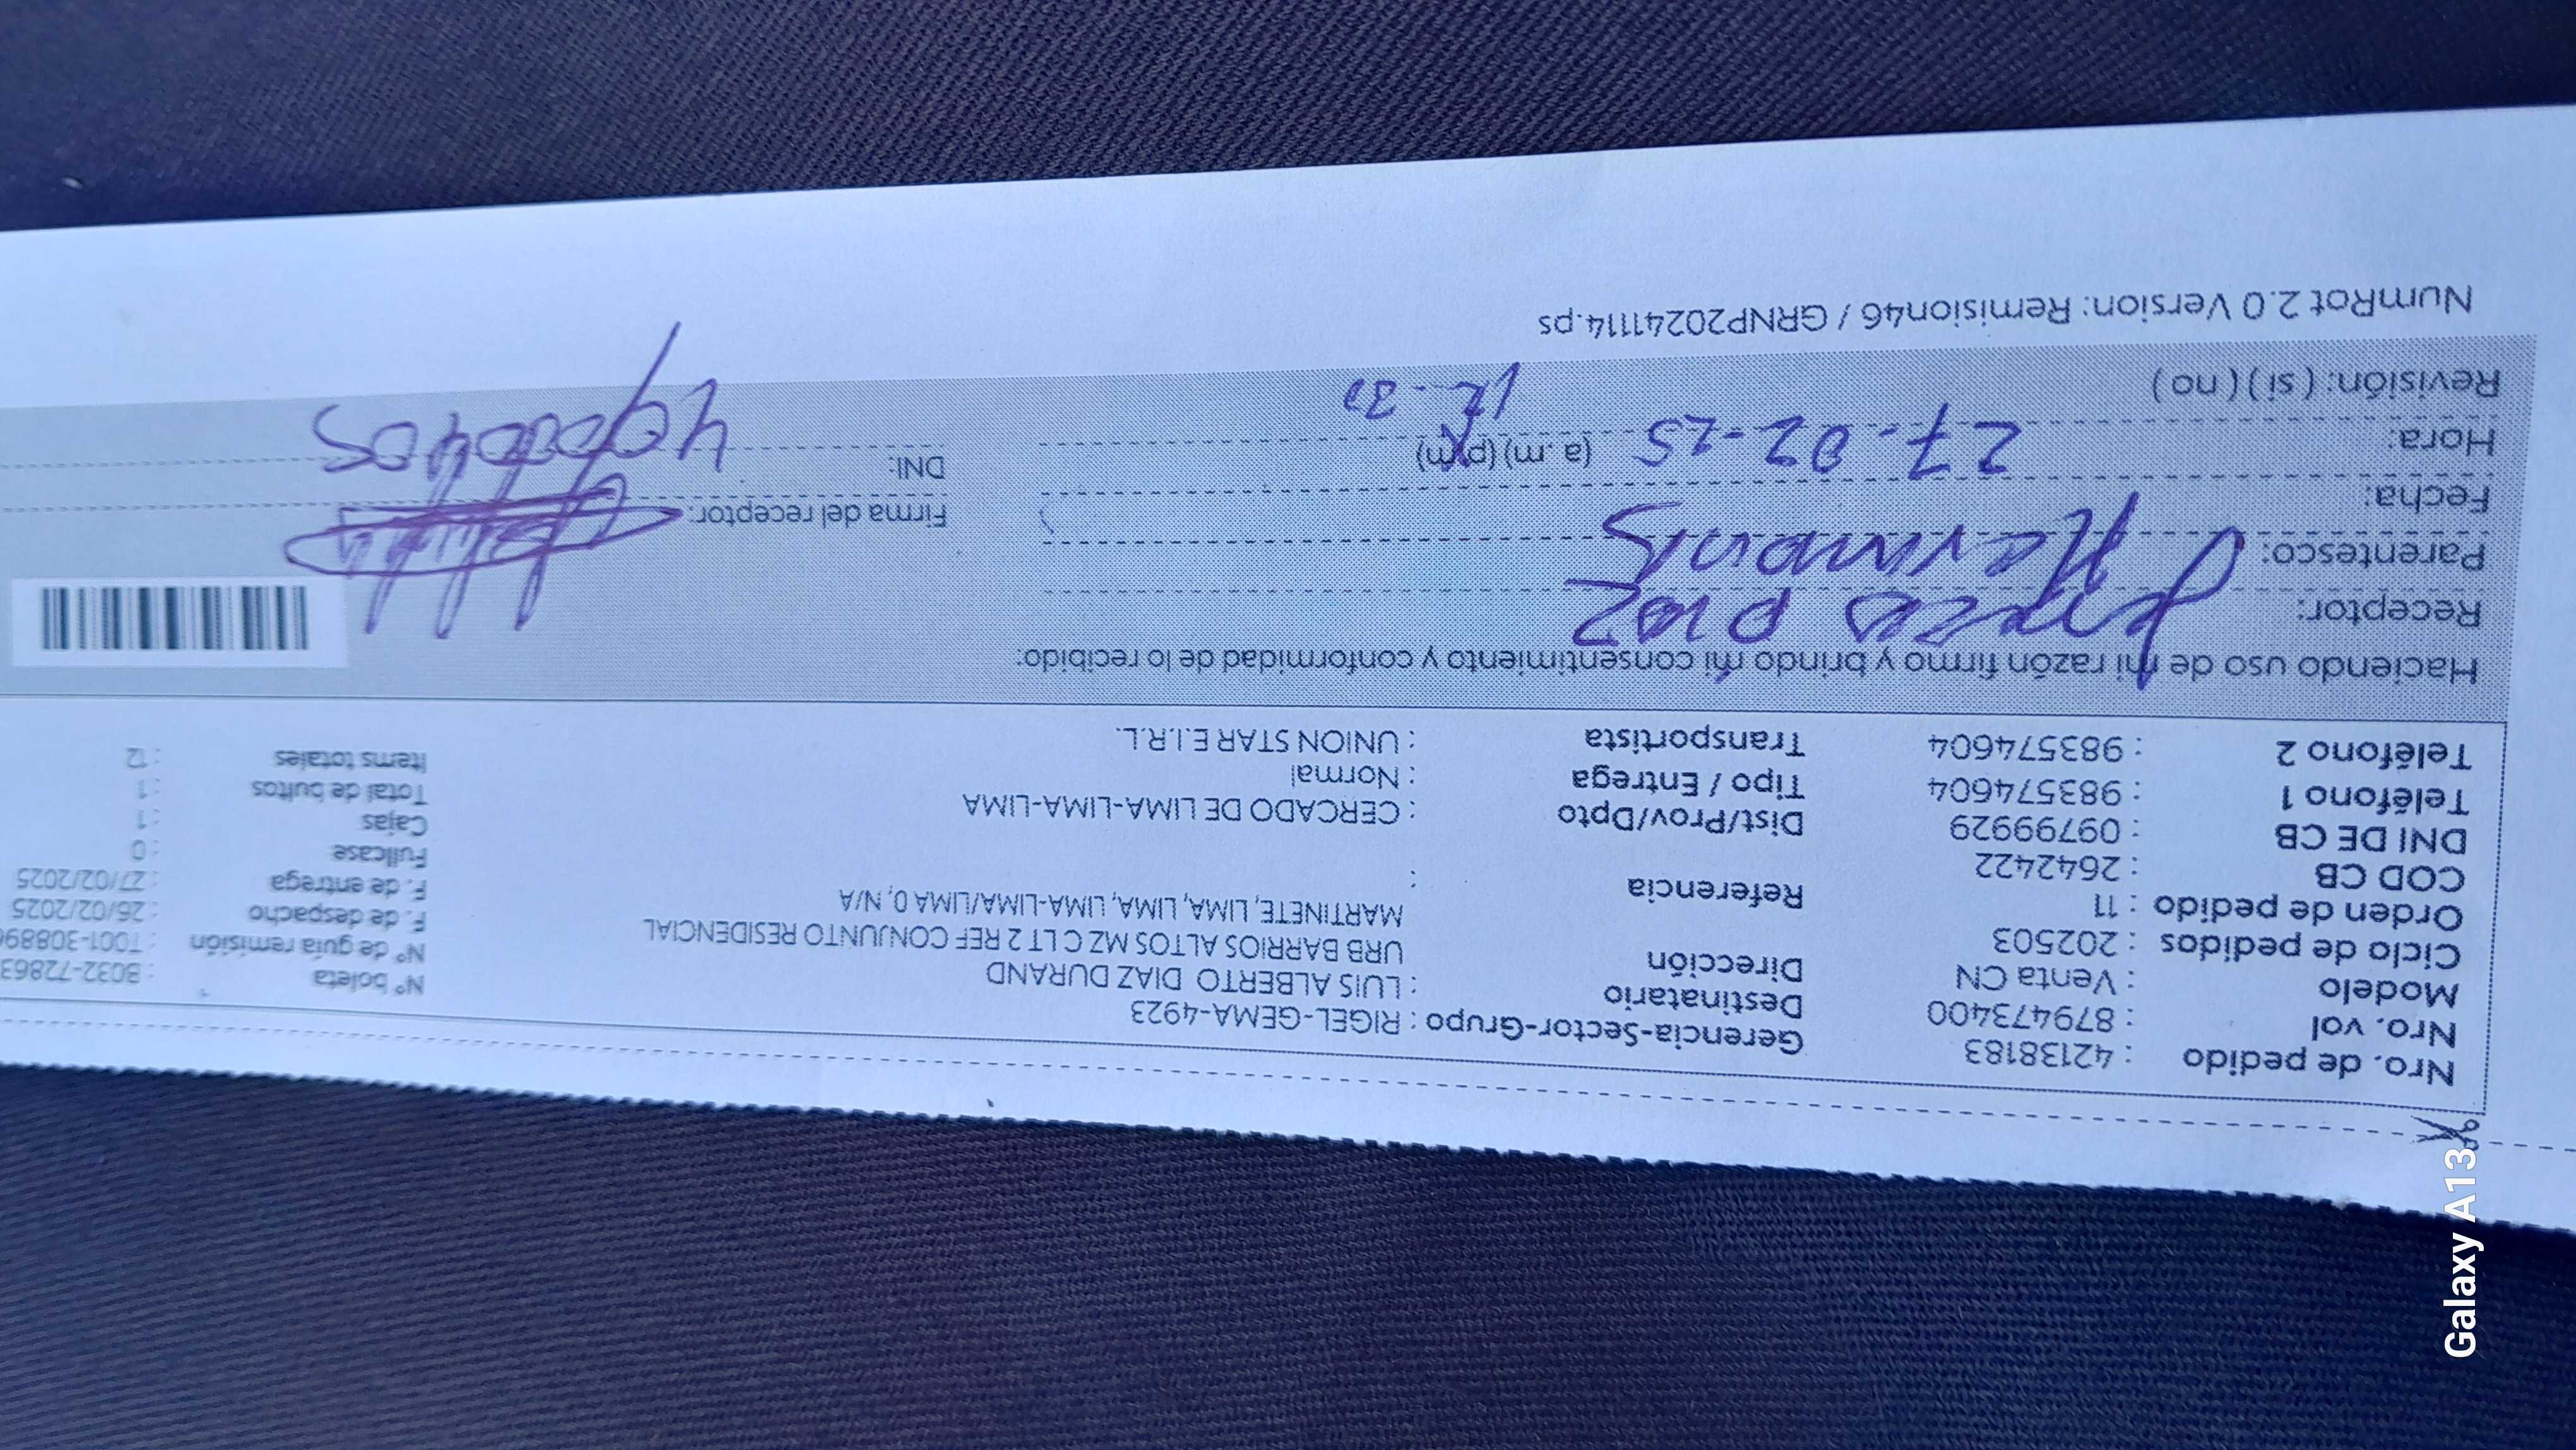 Nro. de pedido : 42138183 Gerencia-Sector-Grupo : RIGEL-GEMA-4923
Nro. vol : 879473400 Destinatario : LUIS ALBERTO DIAZ DURAND Nº boleta : B032-72863
Modelo : Venta CN Dirección URB BARRIOS ALTOS MZ C LT 2 REF CONJUNTO RESIDENCIAL Nº de guía remisión : T001-308896
Ciclo de pedidos : 202503 MARTINETE, LIMA, LIMA, LIMA-LIMA/LIMA 0, N/A F. de despacho : 26/02/2025
Orden de pedido : 11 Referencia : F. de entrega : 27/02/2025
COD CB : 2642422 Fullcase : 0
DNI DE CB : 09799929 Dist/Prov/Dpto : CERCADO DE LIMA-LIMA-LIMA Cajas : 1
Teléfono 1 : 983574604 Tipo / Entrega : Normal Total de bultos : 1
Teléfono 2 : 983574604 Transportista : UNION STAR E.I.R.L. Items totales : 12
Haciendo uso de mi razón firmo y brindo mi consentimiento y conformidad de lo recibido:
Receptor: Diaz
Parentesco:
Fecha: Firma del receptor:
Hora: 27-02-25 (a.m) (p.m) 12:30 DNI:
Revisión: ( si ) ( no )
NumRot 2.0 Version: Remision46 / GRNP20241114.ps
Galaxy A13